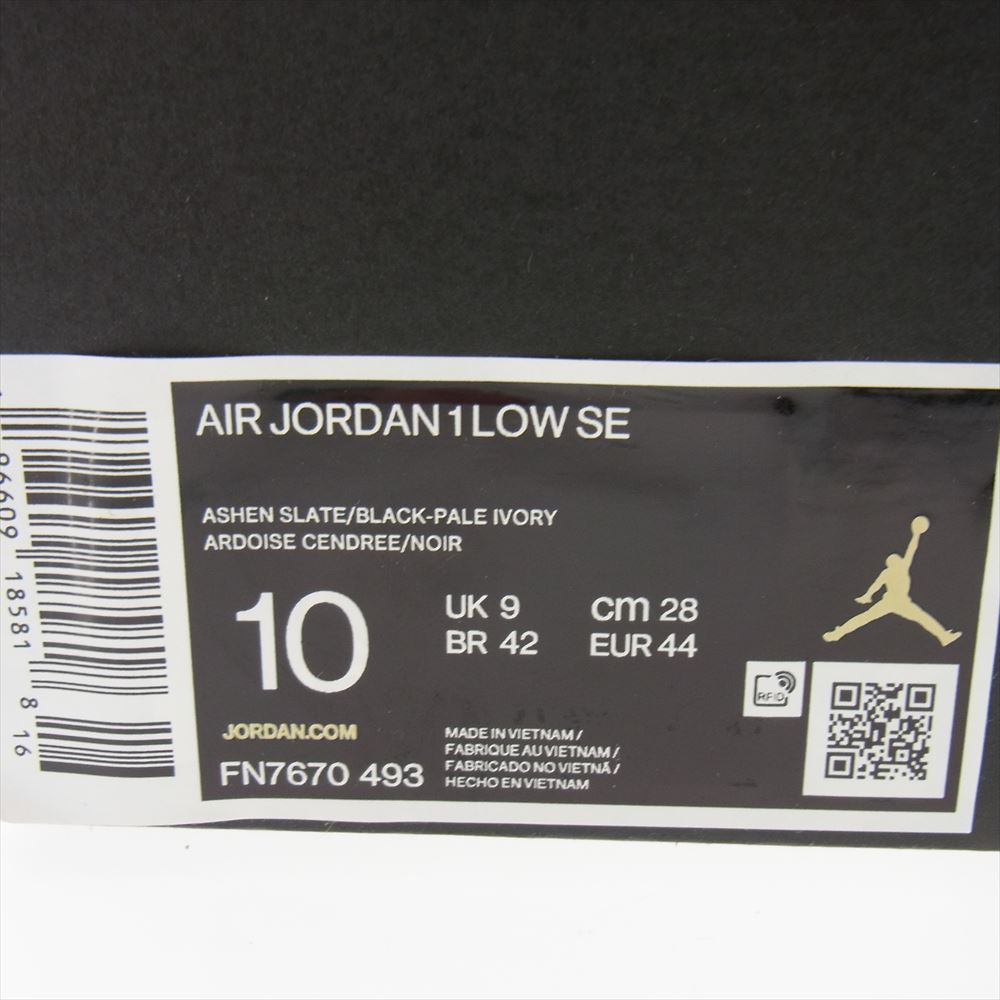 AIR JORDAN 1 LOW SE
ASHEN SLATE/BLACK-PALE IVORY
ARDOISE CENDREE/NOIR
10
UK 9
cm 28
BR 42
EUR 44
JORDAN.COM
FN7670 493
MADE IN VIETNAM /
FABRIQUE AU VIETNAM /
FABRICADO NO VIETNÃ /
HECHO EN VIETNAM
RFID
18581 8 16